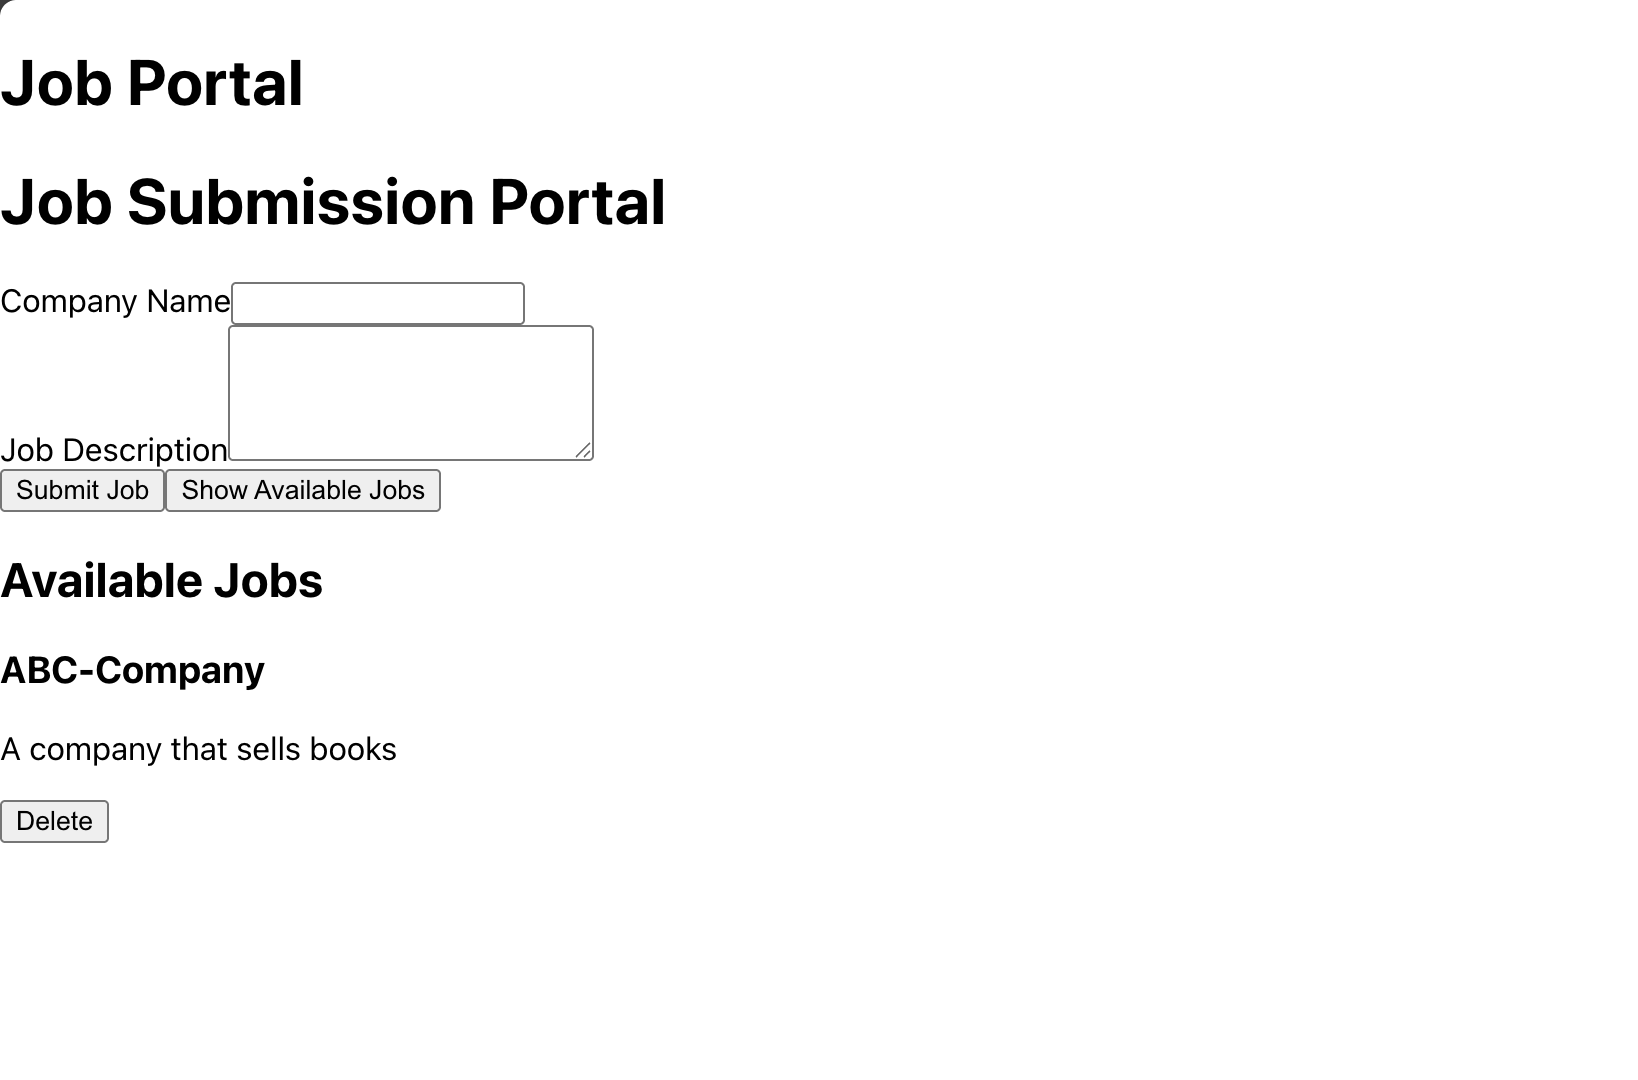 Job Portal
Job Submission Portal
Company Name
Job Description
Submit Job Show Available Jobs
Available Jobs
ABC-Company
A company that sells books
Delete